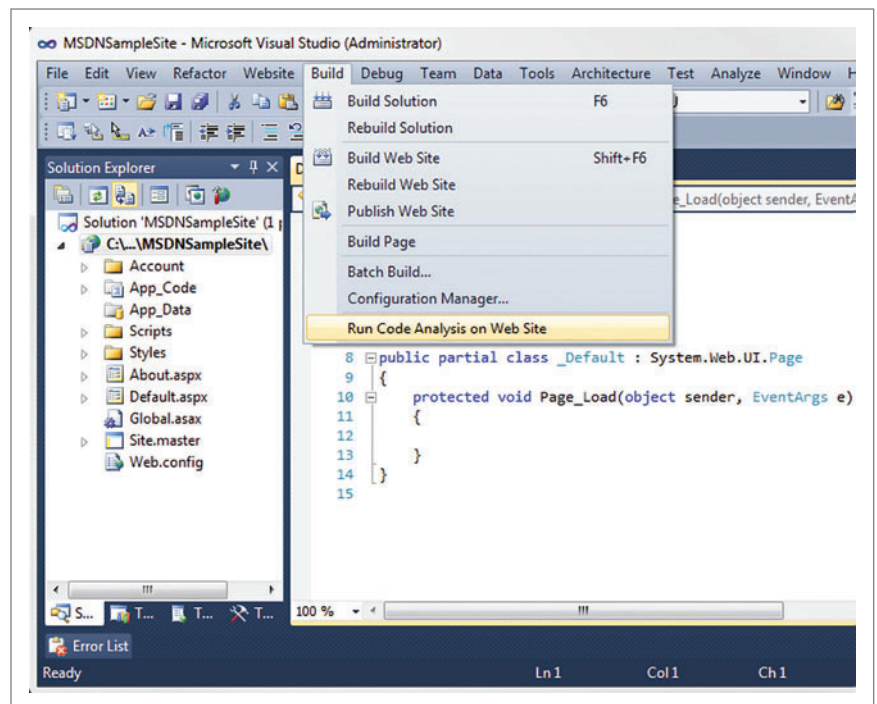 MSDNSampleSite - Microsoft Visual Studio (Administrator)
File Edit View Refactor Website Build Debug Team Data Tools Architecture Test Analyze Window H
Build Solution F6
Rebuild Solution
Build Web Site Shift+F6
Rebuild Web Site
Publish Web Site
Build Page
Batch Build...
Configuration Manager...
Run Code Analysis on Web Site
Solution Explorer
Solution 'MSDNSampleSite' (1 p
C:\...\MSDNSampleSite\
Account
App_Code
App_Data
Scripts
Styles
About.aspx
Default.aspx
Global.asax
Site.master
Web.config
D
e_Load(object sender, EventA
8 public partial class _Default : System.Web.UI.Page
9 {
10 protected void Page_Load(object sender, EventArgs e)
11 {
12
13 }
14 }
15
S... T... T... T...
100 %
Error List
Ready Ln 1 Col 1 Ch 1